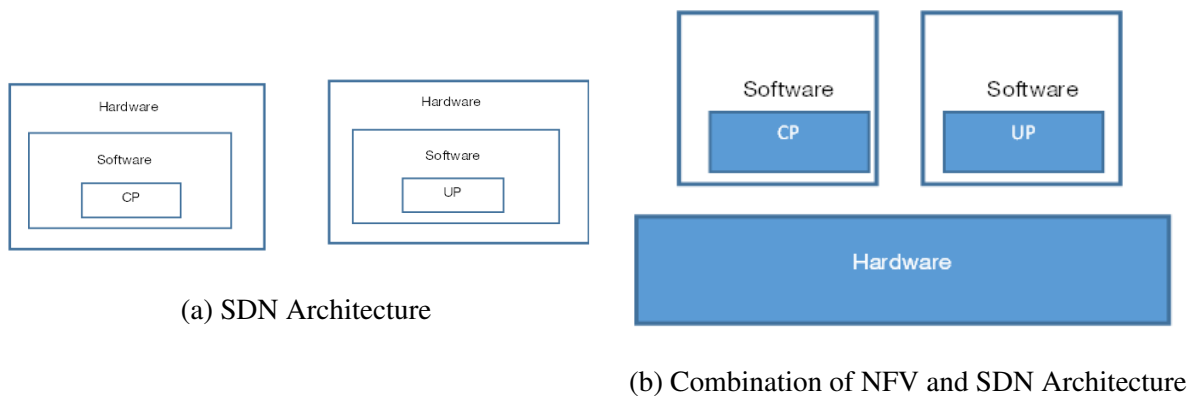 Hardware
Software
CP
Hardware
Software
UP
(a) SDN Architecture
Software
CP
Software
UP
Hardware
(b) Combination of NFV and SDN Architecture